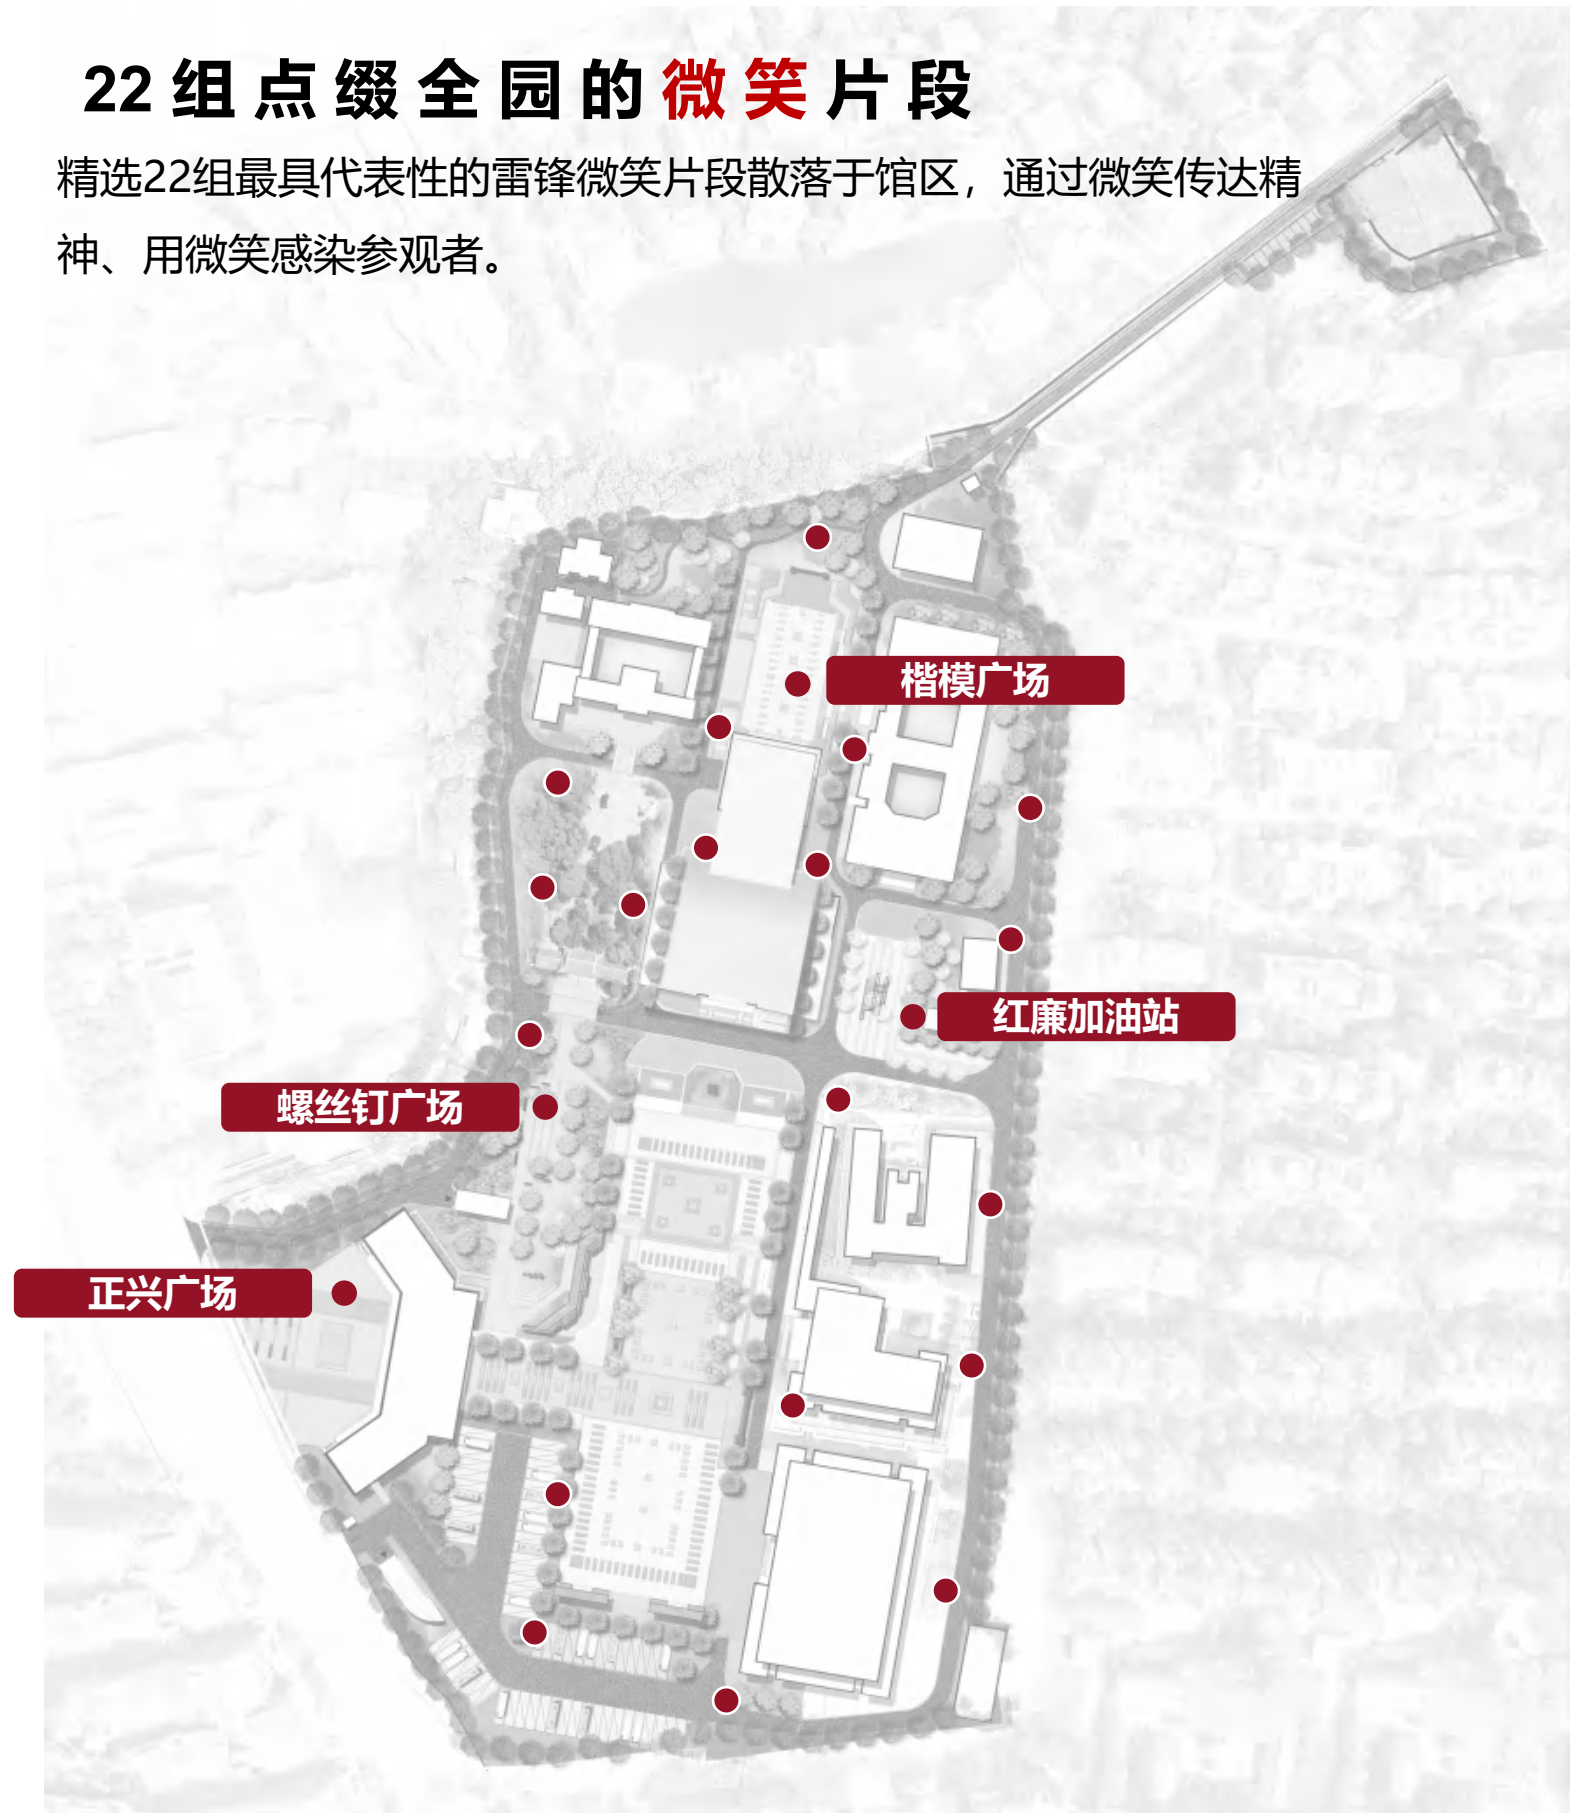 22组点缀全园的微笑片段
精选22组最具代表性的雷锋微笑片段散落于馆区，通过微笑传达精
神、用微笑感染参观者。
楷模广场
红廉加油站
螺丝钉广场
正兴广场